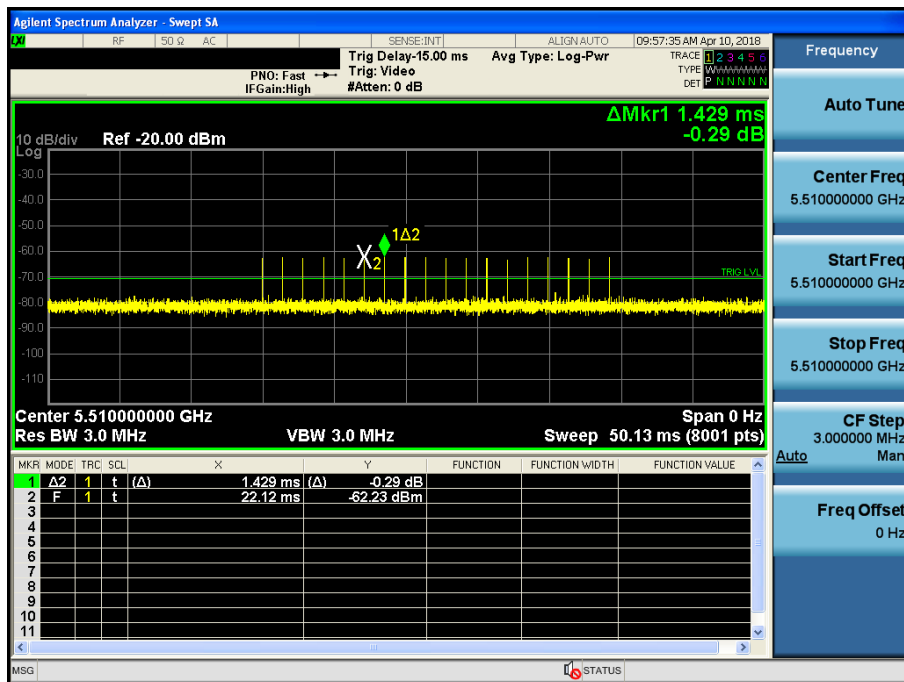 Agilent Spectrum Analyzer - Swept SA
LXI RF 50 Ω AC SENSE:INT ALIGN AUTO 09:57:35 AM Apr 10, 2018
PNO: Fast
IFGain:High
Trig Delay-15.00 ms
Trig: Video
#Atten: 0 dB
Avg Type: Log-Pwr
TRACE 1 2 3 4 5 6
TYPE W
DET P N N N N N
ΔMkr1 1.429 ms
-0.29 dB
10 dB/div Ref -20.00 dBm
Log
-30.0
-40.0
-50.0
-60.0
-70.0
-80.0
-90.0
-100
-110
1Δ2
X2
TRIG LVL
Center 5.510000000 GHz Span 0 Hz
Res BW 3.0 MHz VBW 3.0 MHz Sweep 50.13 ms (8001 pts)
MKR MODE TRC SCL X Y FUNCTION FUNCTION WIDTH FUNCTION VALUE
1 Δ2 1 t (Δ) 1.429 ms (Δ) -0.29 dB
2 F 1 t 22.12 ms -62.23 dBm
3
4
5
6
7
8
9
10
11
MSG STATUS
Frequency
Auto Tune
Center Freq
5.510000000 GHz
Start Freq
5.510000000 GHz
Stop Freq
5.510000000 GHz
CF Step
3.000000 MHz
Auto Man
Freq Offset
0 Hz